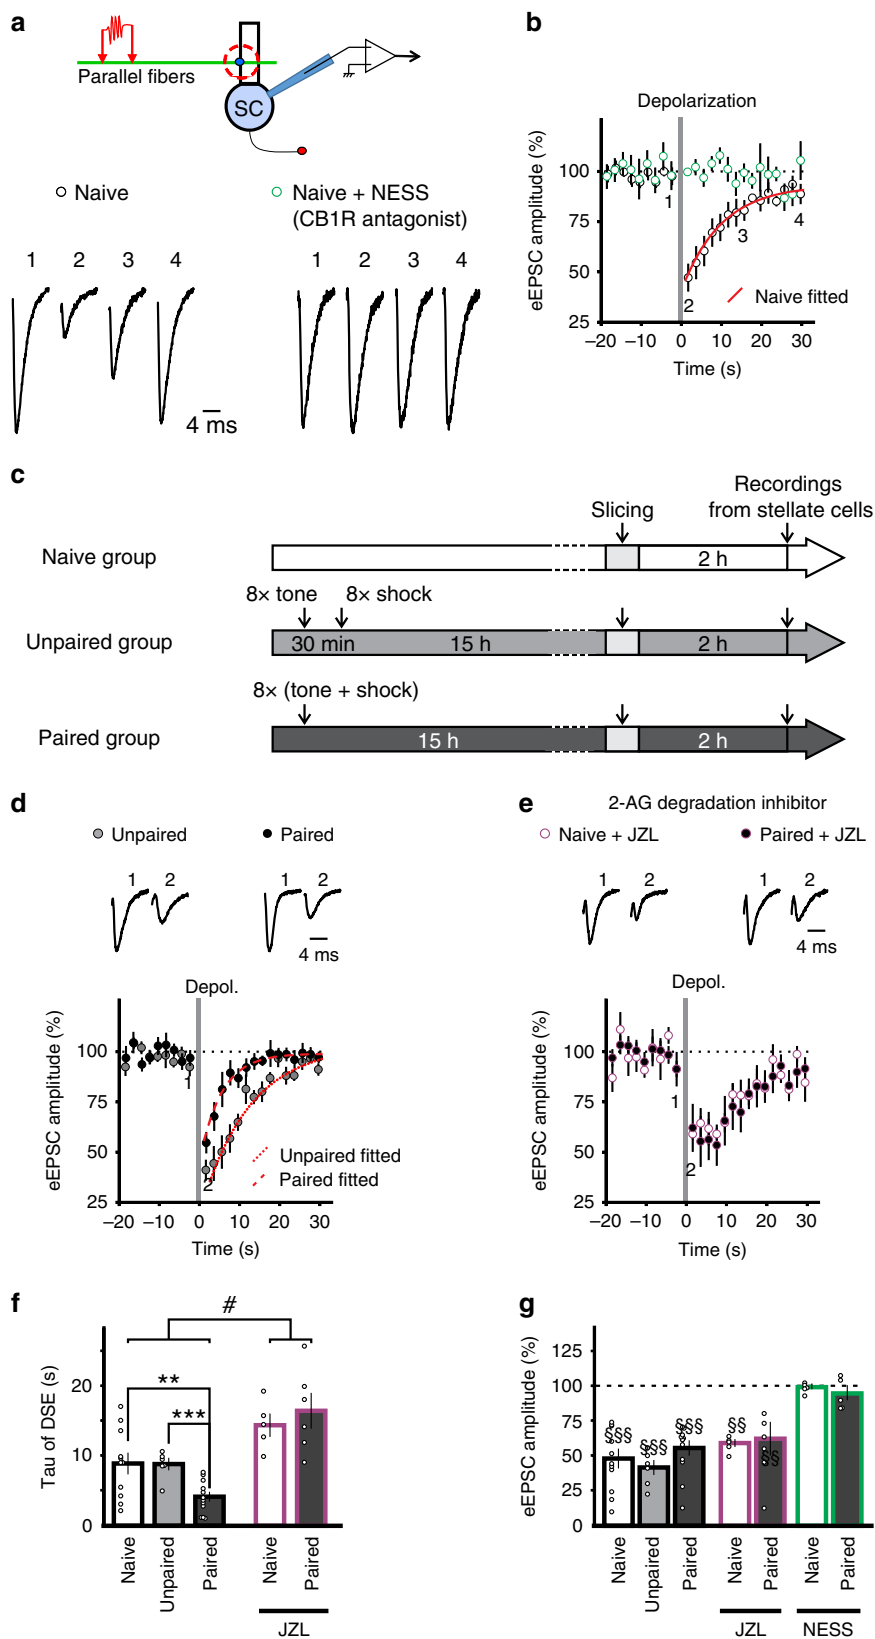 a
Parallel fibers
SC
Naive
Naive + NESS
(CB1R antagonist)
1 2 3 4
1 2 3 4
4 ms
b
Depolarization
eEPSC amplitude (%)
100
75
50
25
1
2
3
4
Naive fitted
–20 –10 0 10 20 30
Time (s)
c
Slicing
Recordings
from stellate cells
Naive group
2 h
8× tone
8× shock
Unpaired group
30 min
15 h
2 h
8× (tone + shock)
Paired group
15 h
2 h
d
Unpaired
Paired
1 2
1 2
4 ms
Depol.
eEPSC amplitude (%)
100
75
50
25
1
2
Unpaired fitted
Paired fitted
–20 –10 0 10 20 30
Time (s)
e
2-AG degradation inhibitor
Naive + JZL
Paired + JZL
1 2
1 2
4 ms
Depol.
eEPSC amplitude (%)
100
75
50
25
1
2
–20 –10 0 10 20 30
Time (s)
f
#
**
***
Tau of DSE (s)
20
10
0
Naive
Unpaired
Paired
Naive
Paired
JZL
g
eEPSC amplitude (%)
125
100
75
50
25
0
§§§
§§§
§§§
§§
§§
Naive
Unpaired
Paired
Naive
Paired
Naive
Paired
JZL
NESS